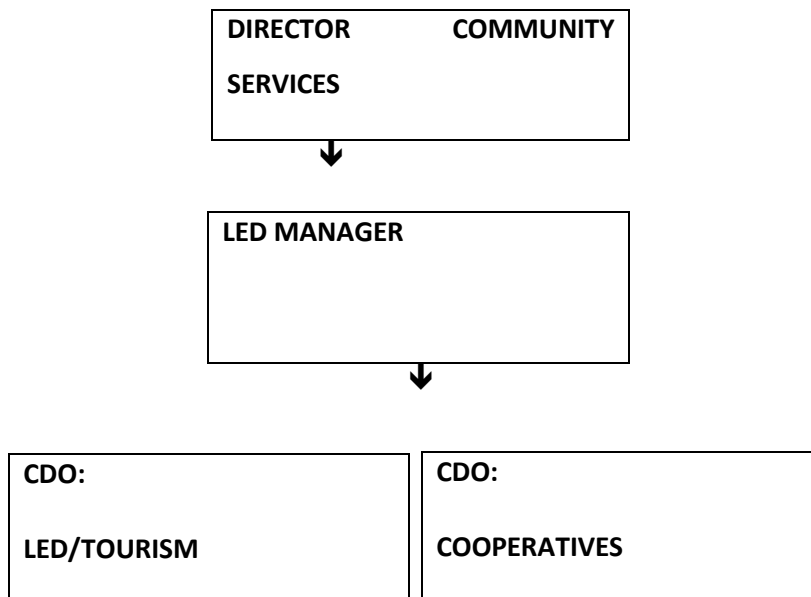 DIRECTOR COMMUNITY
SERVICES
LED MANAGER
CDO:
LED/TOURISM
CDO:
COOPERATIVES